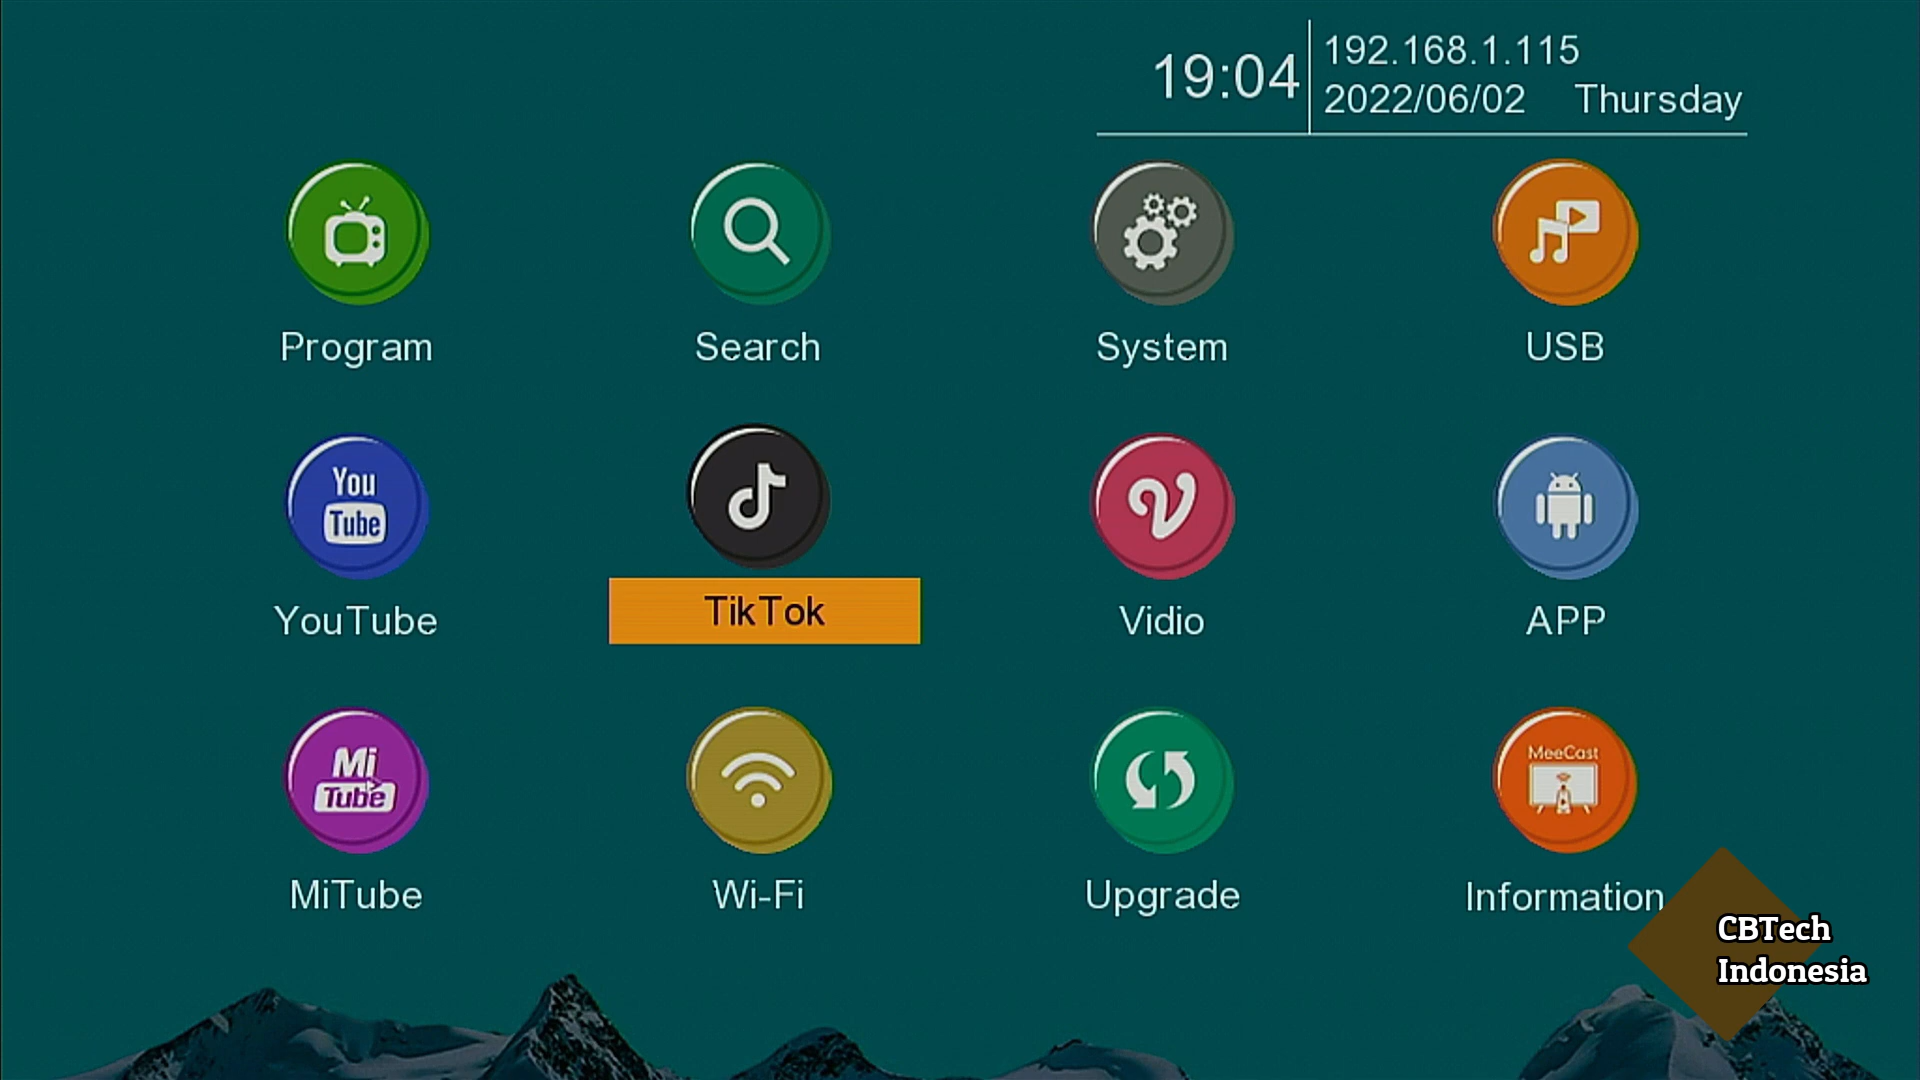 19:04
192.168.1.115
2022/06/02 Thursday
Program
Search
System
USB
You
Tube
YouTube
TikTok
Vidio
APP
Mi
Tube
MiTube
Wi-Fi
Upgrade
MeeCast
Information
CBTech
Indonesia